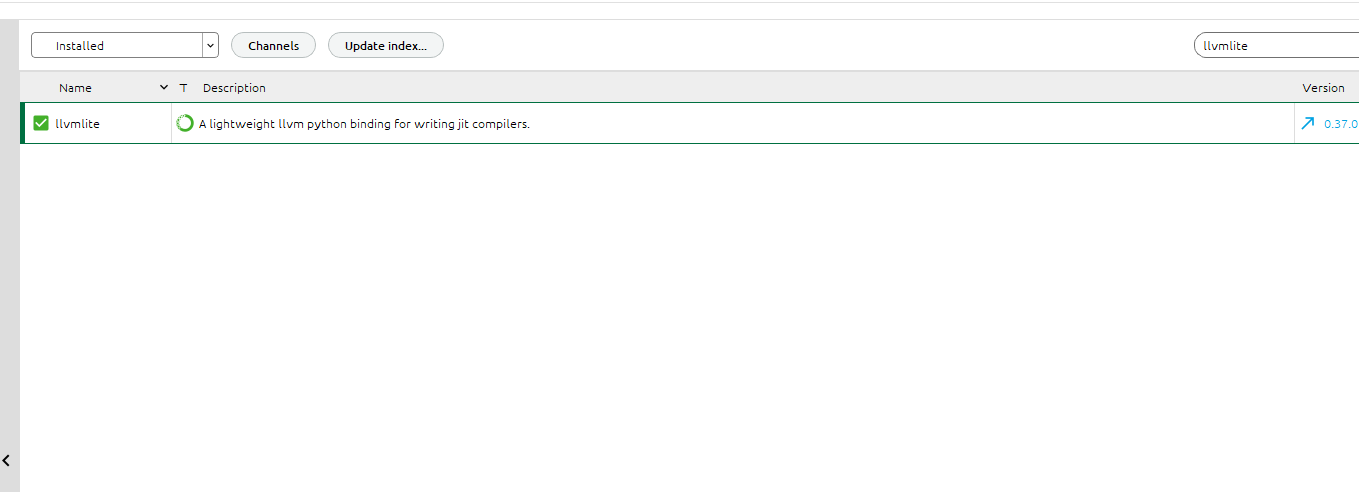 Installed Channels Update index... llvmlite
Name T Description Version
llvmlite A lightweight llvm python binding for writing jit compilers. 0.37.0